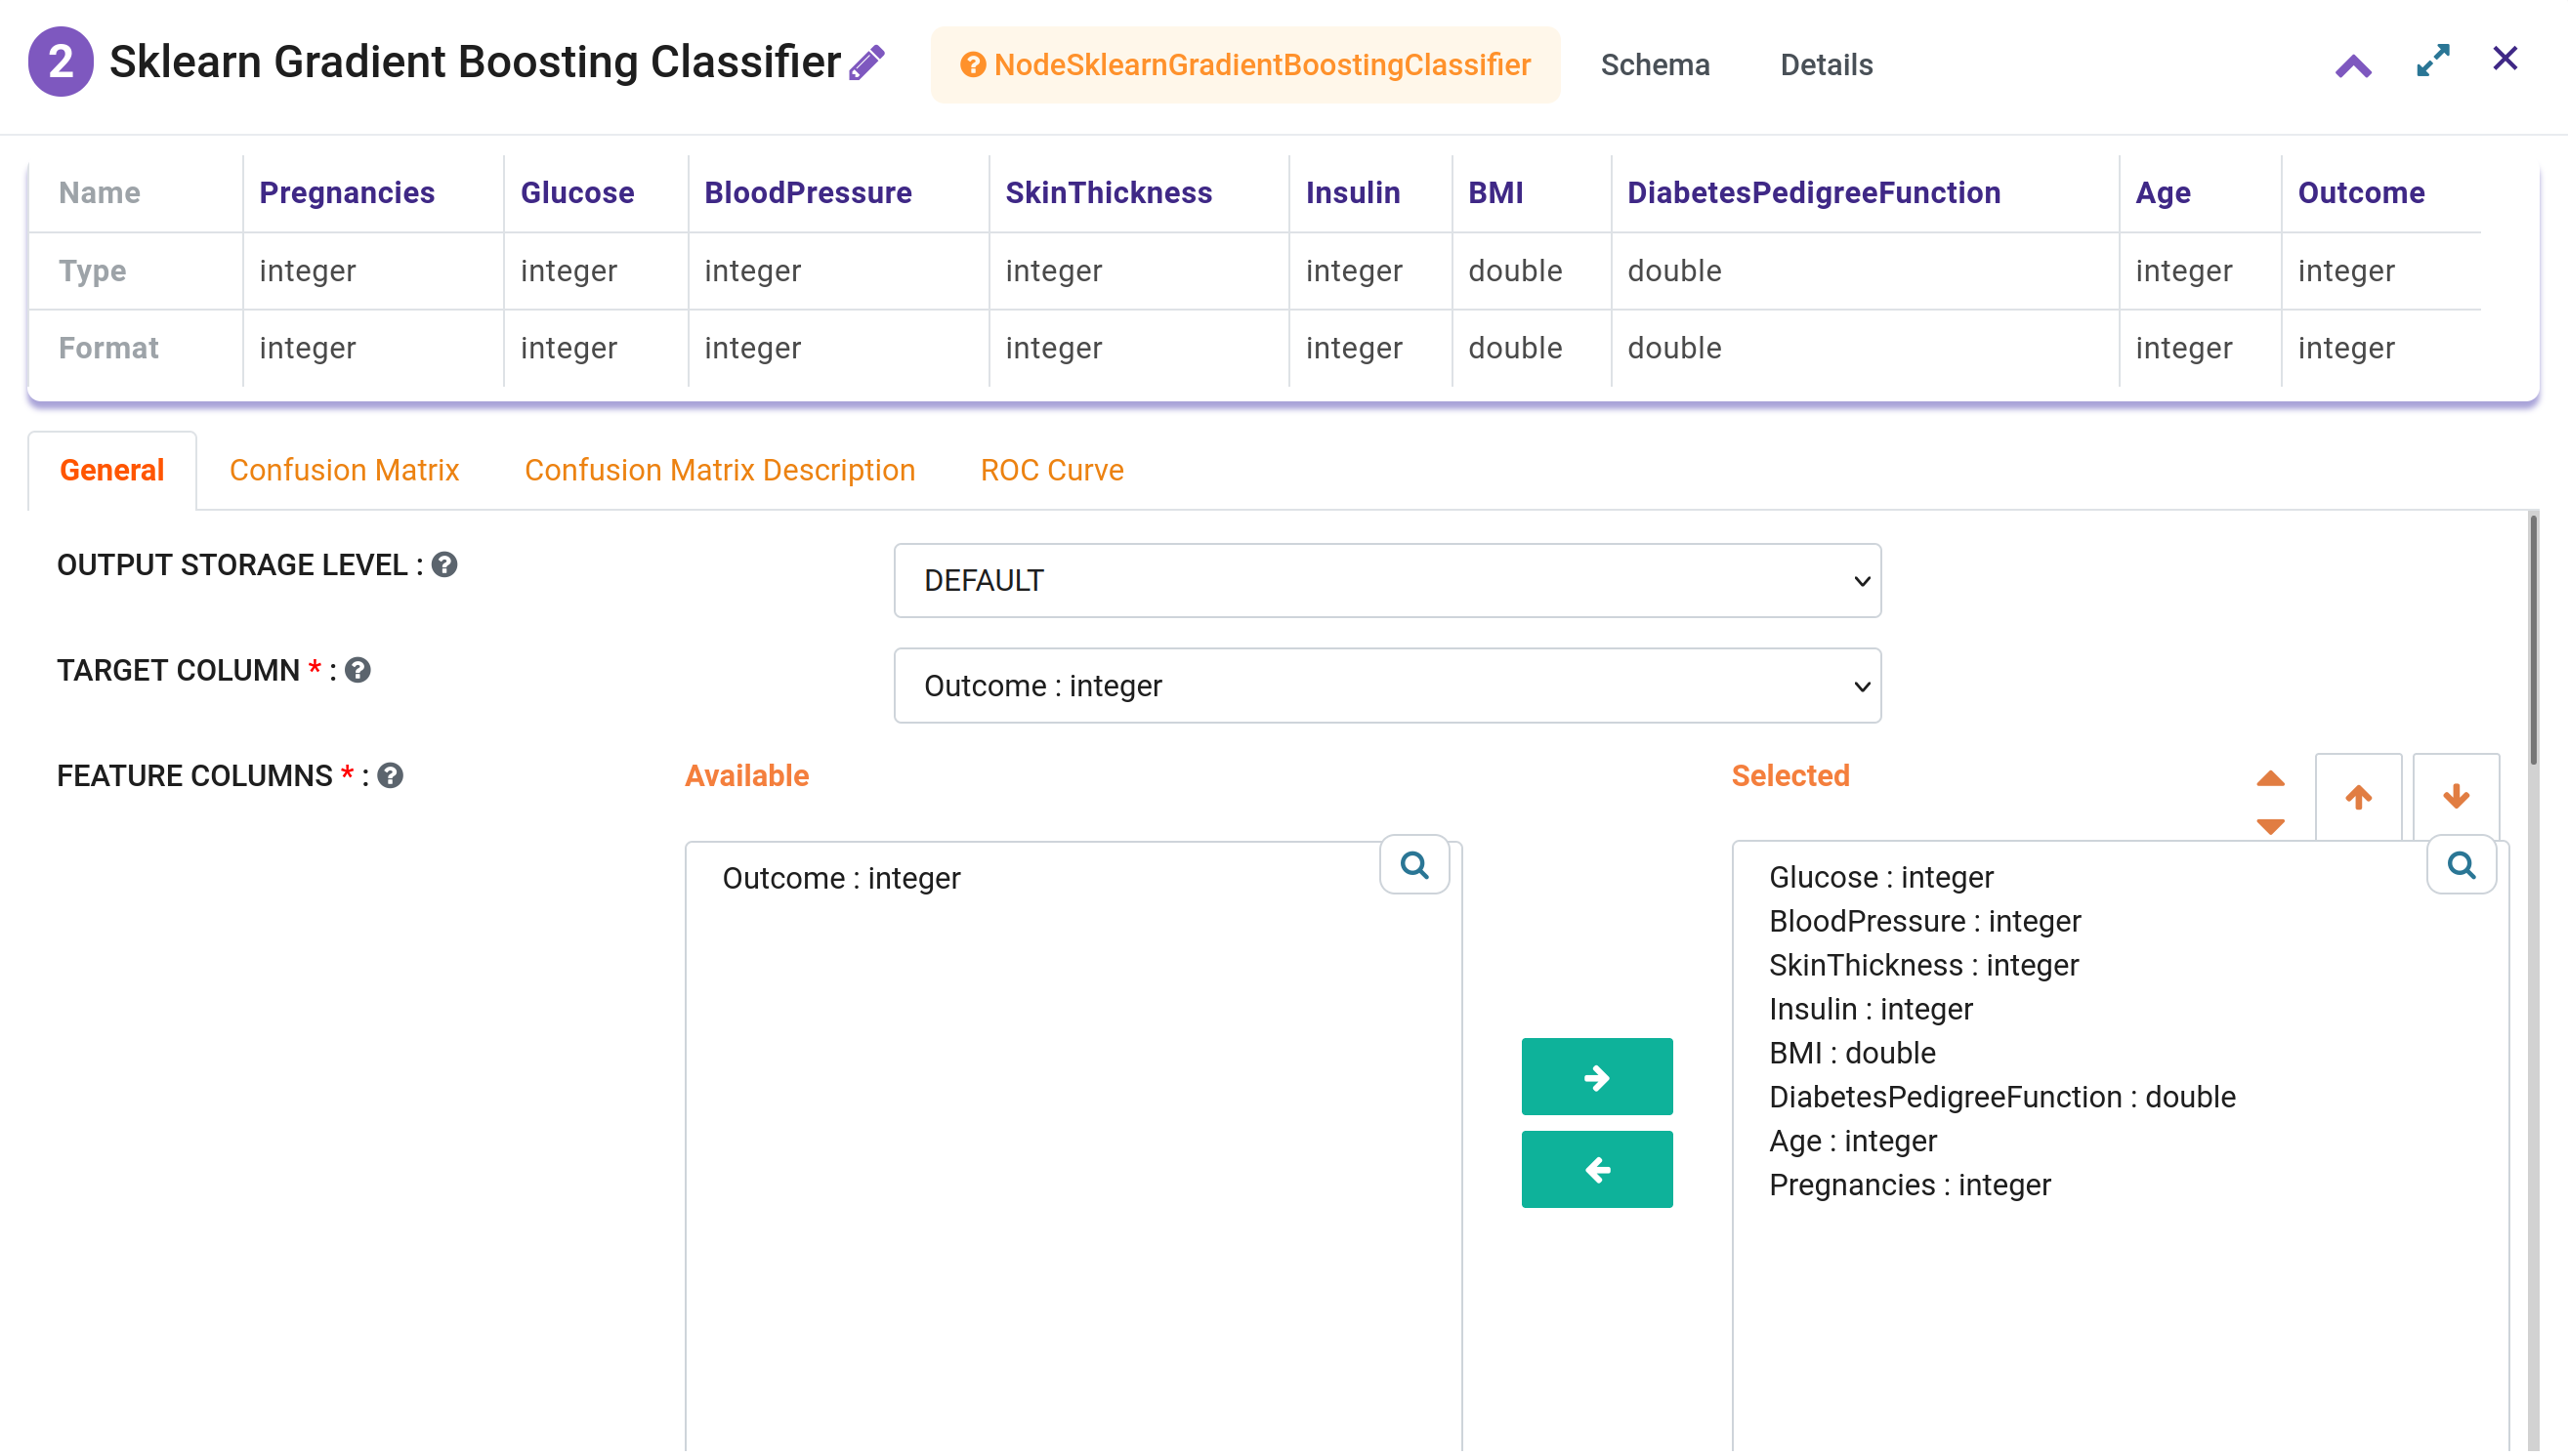 2 Sklearn Gradient Boosting Classifier NodeSklearnGradientBoostingClassifier Schema Details
Name Pregnancies Glucose BloodPressure SkinThickness Insulin BMI DiabetesPedigreeFunction Age Outcome
Type integer integer integer integer integer double double integer integer
Format integer integer integer integer integer double double integer integer
General Confusion Matrix Confusion Matrix Description ROC Curve
OUTPUT STORAGE LEVEL : DEFAULT
TARGET COLUMN * : Outcome : integer
FEATURE COLUMNS * : Available Selected
Outcome : integer
Glucose : integer
BloodPressure : integer
SkinThickness : integer
Insulin : integer
BMI : double
DiabetesPedigreeFunction : double
Age : integer
Pregnancies : integer